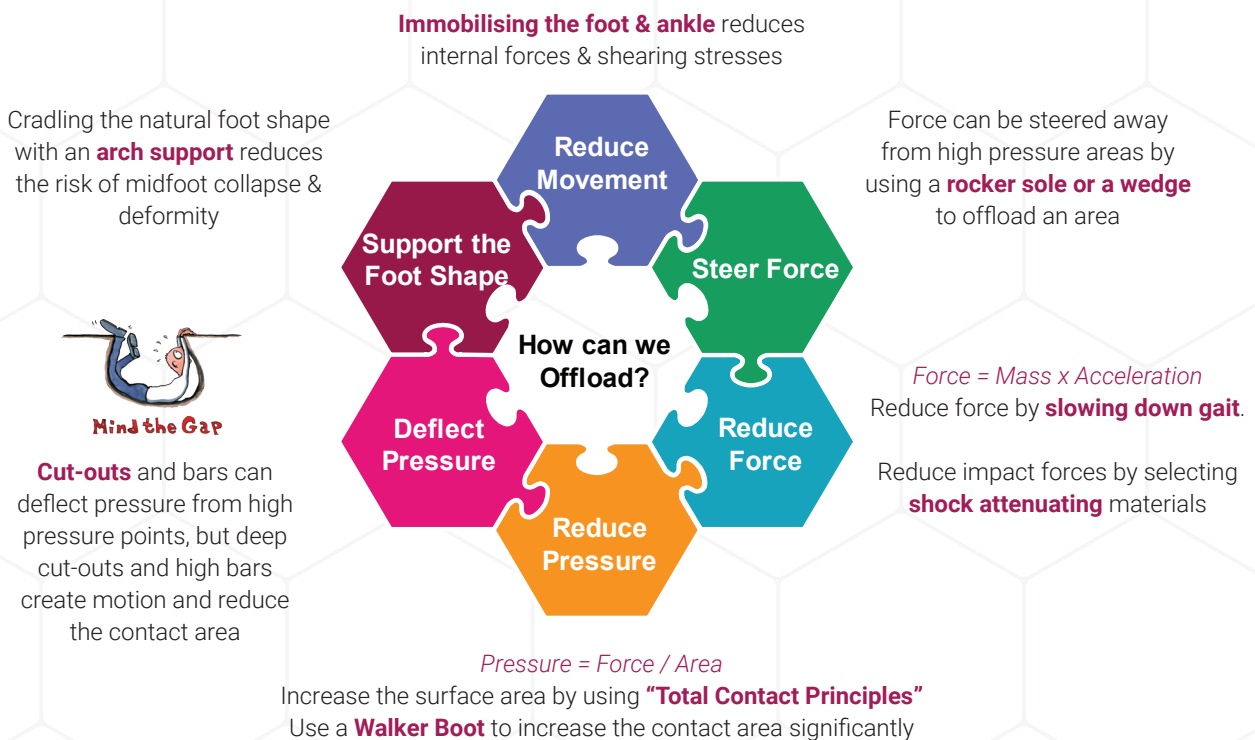 Immobilising the foot & ankle reduces
internal forces & shearing stresses
Cradling the natural foot shape
with an arch support reduces
the risk of midfoot collapse &
deformity
Force can be steered away
from high pressure areas by
using a rocker sole or a wedge
to offload an area
Reduce
Movement
Support the
Foot Shape
Steer Force
How can we
Offload?
Mind the Gap
Deflect
Pressure
Reduce
Force
Reduce
Pressure
Force = Mass x Acceleration
Reduce force by slowing down gait.
Reduce impact forces by selecting
shock attenuating materials
Cut-outs and bars can
deflect pressure from high
pressure points, but deep
cut-outs and high bars
create motion and reduce
the contact area
Pressure = Force / Area
Increase the surface area by using “Total Contact Principles”
Use a Walker Boot to increase the contact area significantly